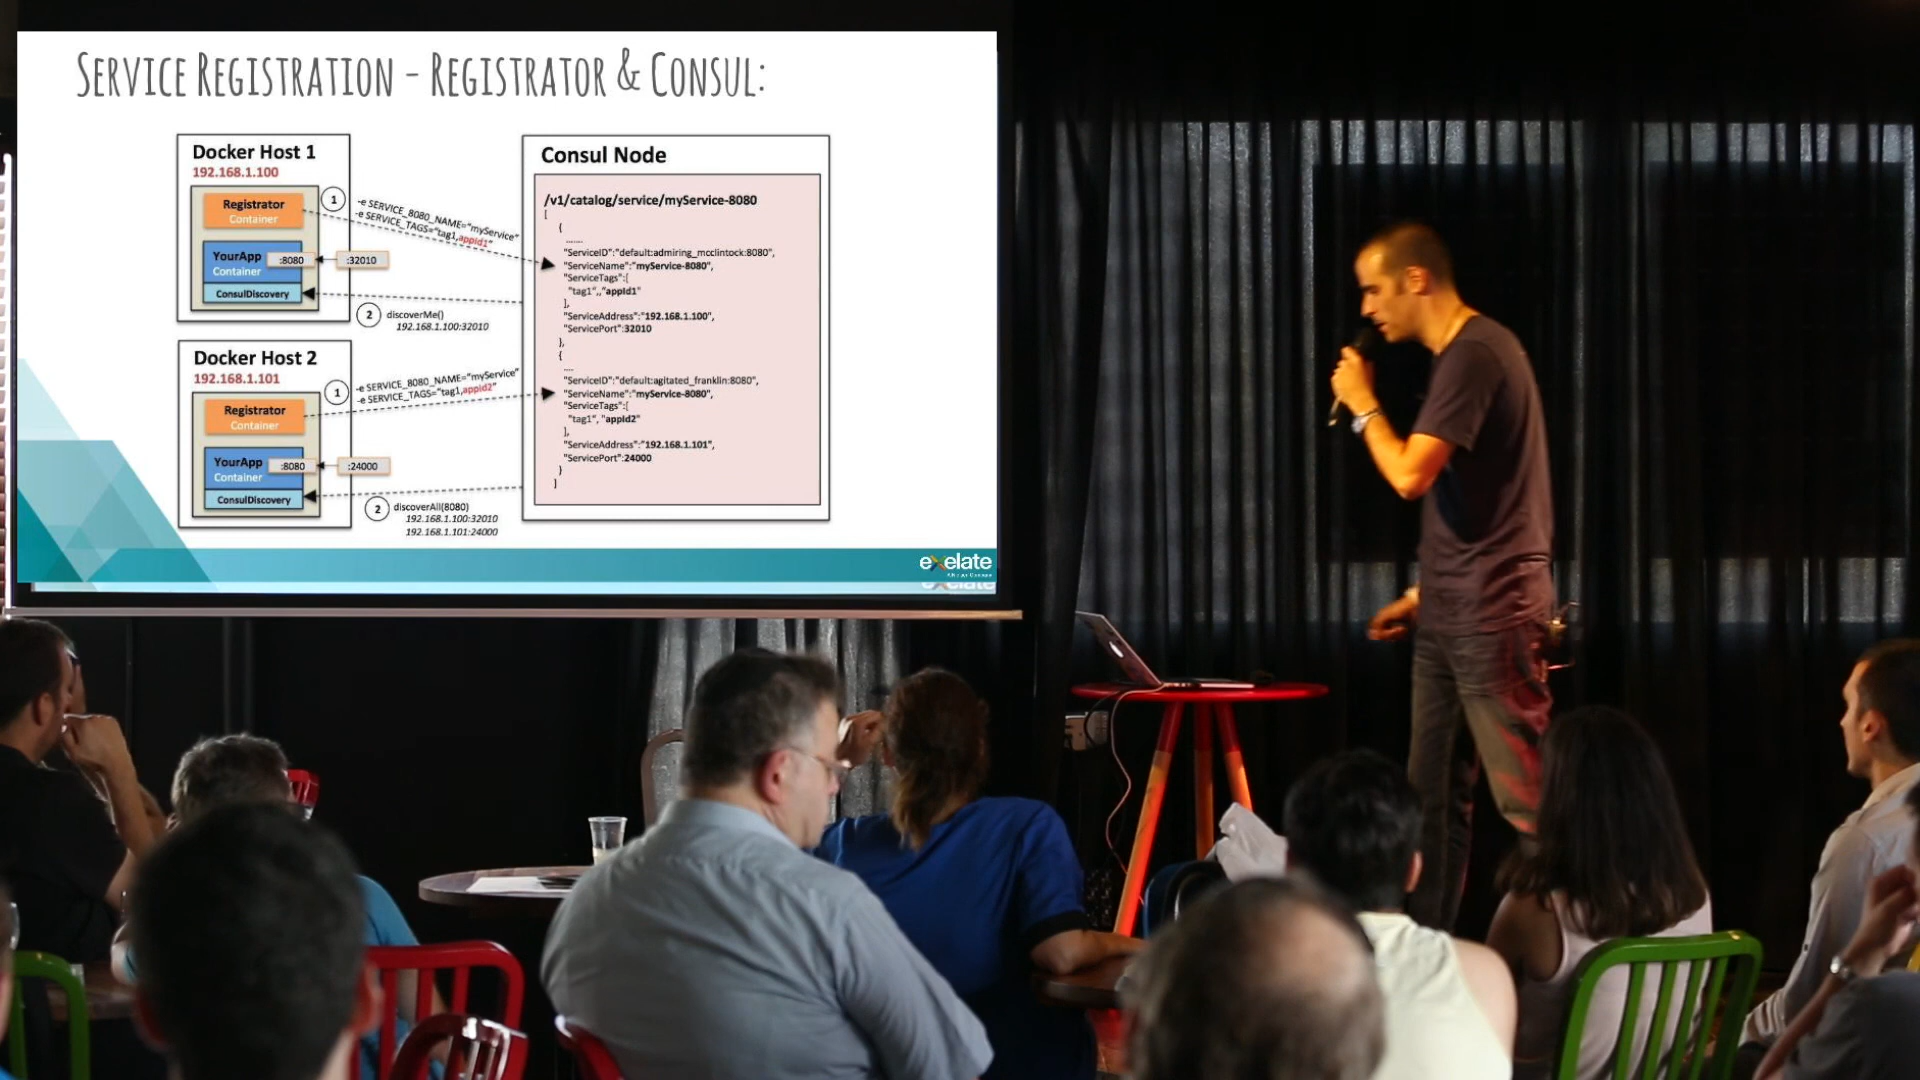 SERVICE REGISTRATION - REGISTRATOR & CONSUL:
Docker Host 1
192.168.1.100
Registrator
Container
YourApp
Container
:8080
:32010
ConsulDiscovery
1
-e SERVICE_8080_NAME="myService"
-e SERVICE_TAGS="tag1,appid1"
2
discoverMe()
192.168.1.100:32010
Docker Host 2
192.168.1.101
Registrator
Container
YourApp
Container
:8080
:24000
ConsulDiscovery
1
-e SERVICE_8080_NAME="myService"
-e SERVICE_TAGS="tag1,appid2"
2
discoverAll(8080)
192.168.1.100:32010
192.168.1.101:24000
Consul Node
/v1/catalog/service/myService-8080
[
{
.......
"ServiceID":"default:admiring_mcclintock:8080",
"ServiceName":"myService-8080",
"ServiceTags":[
"tag1",,"appId1"
],
"ServiceAddress":"192.168.1.100",
"ServicePort":32010
},
{
....
"ServiceID":"default:agitated_franklin:8080",
"ServiceName":"myService-8080",
"ServiceTags":[
"tag1", "appId2"
],
"ServiceAddress":"192.168.1.101",
"ServicePort":24000
}
]
exelate